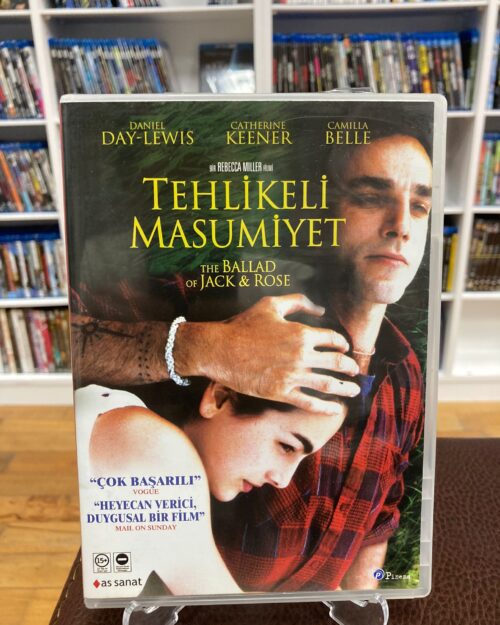 DANIEL
DAY-LEWIS
CATHERINE
KEENER
CAMILLA
BELLE
BİR REBECCA MILLER FİLMİ
TEHLİKELİ
MASUMİYET
THE BALLAD
OF JACK & ROSE
“ÇOK BAŞARILI”
VOGUE
“HEYECAN VERİCİ,
DUYGUSAL BİR FİLM”
MAIL ON SUNDAY
15+
as sanat
Pinema